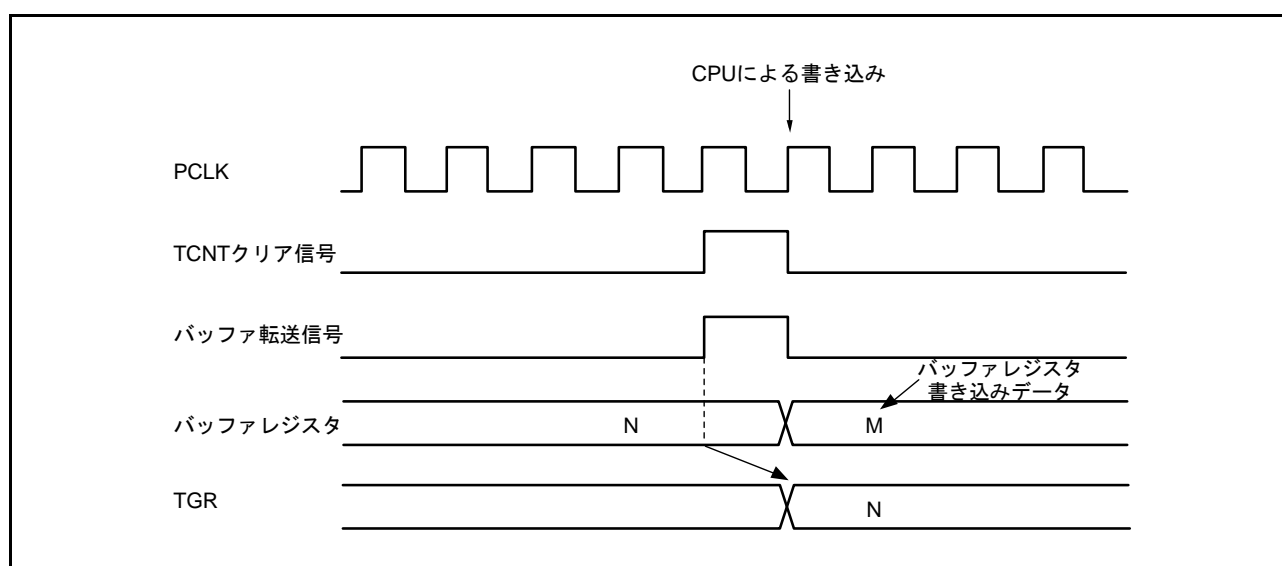 CPUによる書き込み
PCLK
TCNTクリア信号
バッファ転送信号
バッファレジスタ
書き込みデータ
バッファレジスタ
N
M
TGR
N